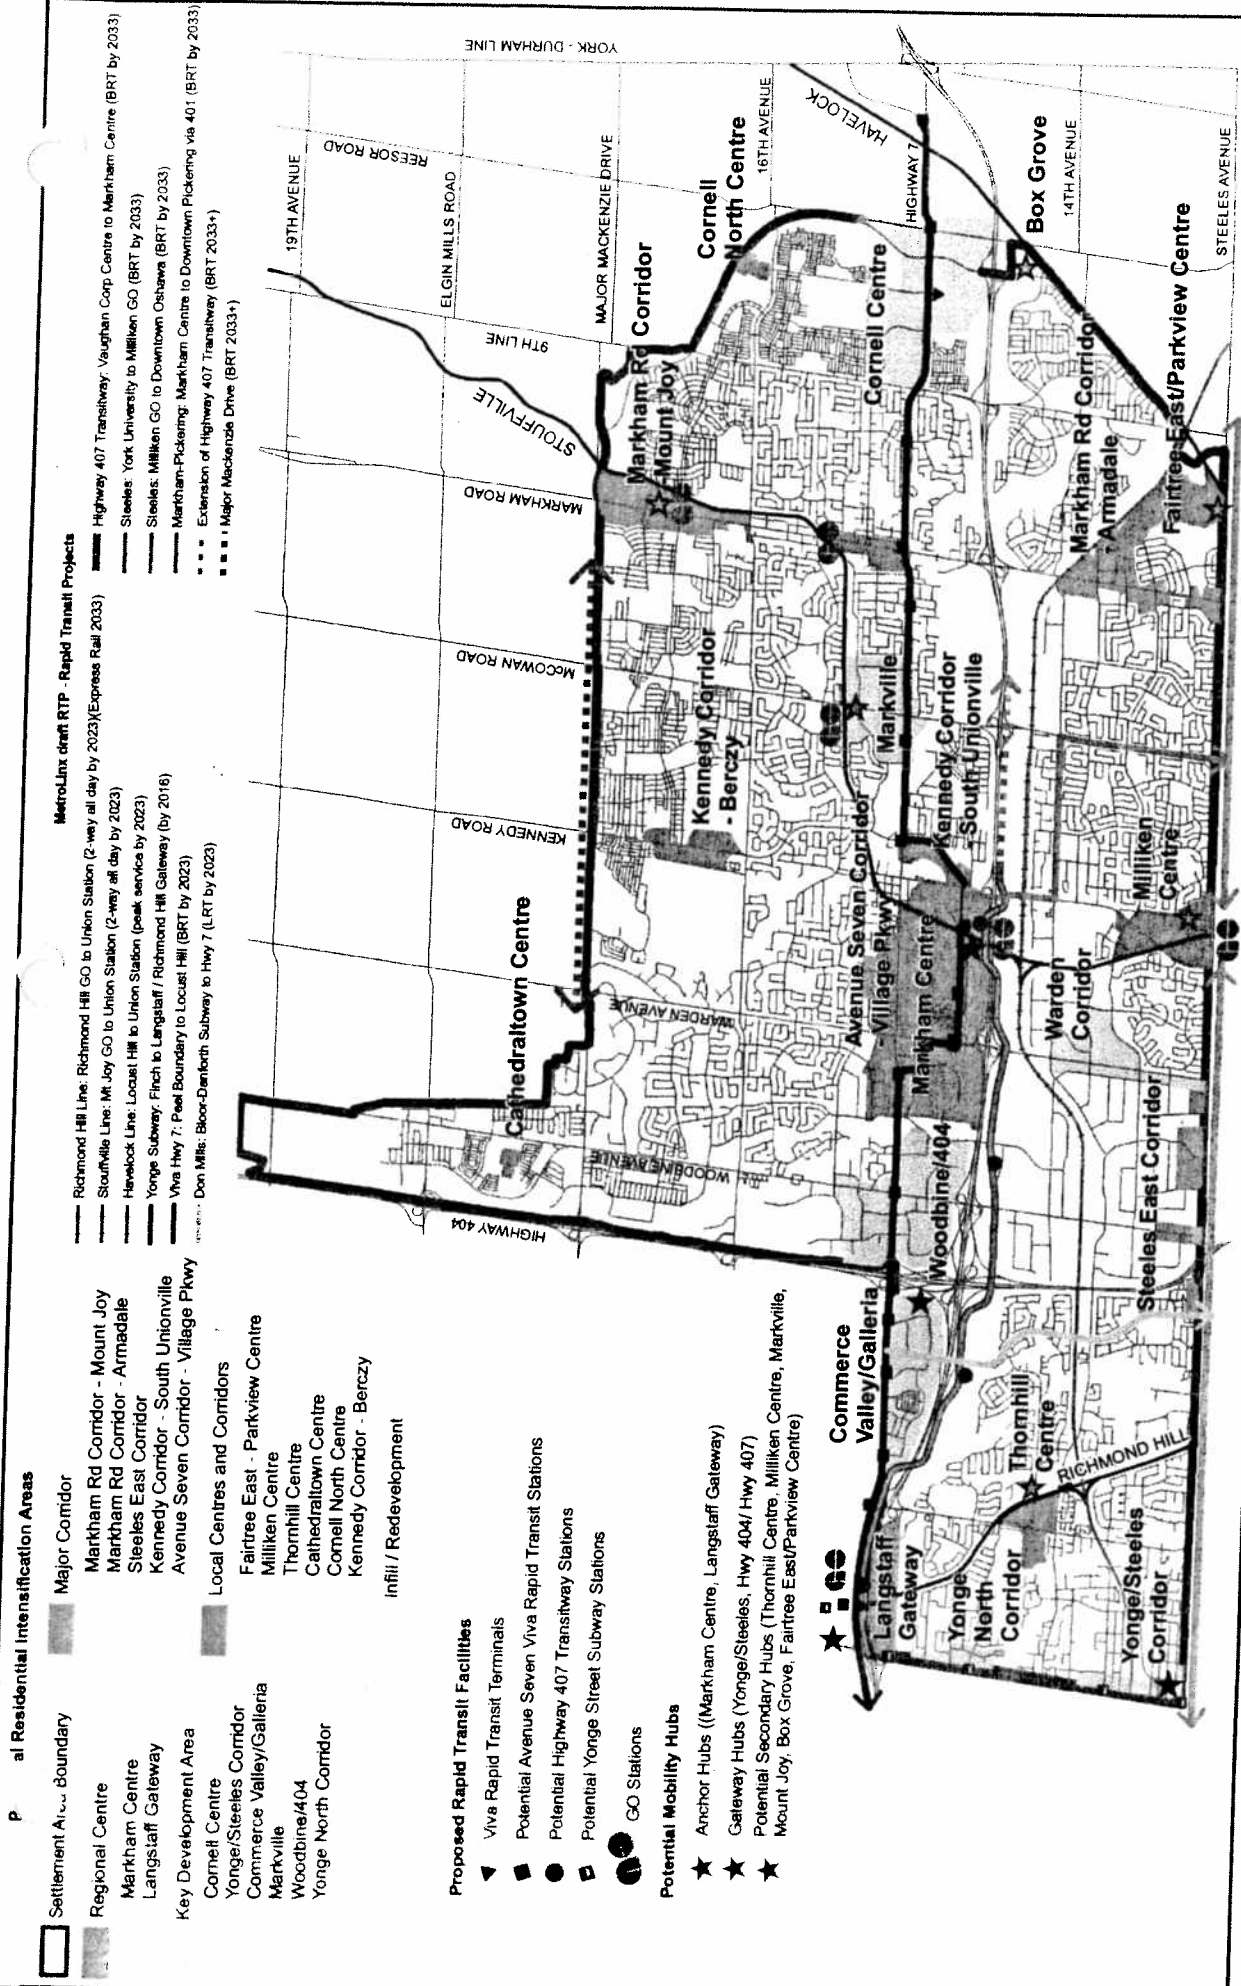 al Residential Intensification Areas
Settlement Area Boundary
Regional Centre
Markham Centre
Langstaff Gateway
Key Development Area
Cornell Centre
Yonge/Steeles Corridor
Commerce Valley/Galleria
Markville
Woodbine/404
Yonge North Corridor
Major Corridor
Markham Rd Corridor - Mount Joy
Markham Rd Corridor - Armadale
Steeles East Corridor
Kennedy Corridor - South Unionville
Avenue Seven Corridor - Village Pkwy
Local Centres and Corridors
Fairtree East - Parkview Centre
Milliken Centre
Thornhill Centre
Cathedraltown Centre
Cornell North Centre
Kennedy Corridor - Berczy
Infill / Redevelopment
MetroLinx draft RTP - Rapid Transit Projects
Richmond Hill Line: Richmond Hill GO to Union Station (2-way all day by 2023)(Express Rail 2033)
Stouffville Line: Mt Joy GO to Union Station (2-way all day by 2023)
Havelock Line: Locust Hill to Union Station (peak service by 2023)
Yonge Subway: Finch to Langstaff / Richmond Hill Gateway (by 2016)
Viva Hwy 7: Peel Boundary to Locust Hill (BRT by 2023)
Don Mills: Bloor-Danforth Subway to Hwy 7 (LRT by 2023)
Highway 407 Transitway: Vaughan Corp Centre to Markham Centre (BRT by 2033)
Steeles: York University to Milliken GO (BRT by 2033)
Steeles: Milliken GO to Downtown Oshawa (BRT by 2033)
Markham-Pickering: Markham Centre to Downtown Pickering via 401 (BRT by 2033)
Extension of Highway 407 Transitway (BRT 2033+)
Major Mackenzie Drive (BRT 2033+)
Proposed Rapid Transit Facilities
Viva Rapid Transit Terminals
Potential Avenue Seven Viva Rapid Transit Stations
Potential Highway 407 Transitway Stations
Potential Yonge Street Subway Stations
GO Stations
Potential Mobility Hubs
Anchor Hubs ((Markham Centre, Langstaff Gateway)
Gateway Hubs (Yonge/Steeles, Hwy 404/ Hwy 407)
Potential Secondary Hubs (Thornhill Centre, Milliken Centre, Markville,
Mount Joy, Box Grove, Fairtree East/Parkview Centre)
19TH AVENUE
ELGIN MILLS ROAD
MAJOR MACKENZIE DRIVE
16TH AVENUE
HIGHWAY 7
14TH AVENUE
STEELES AVENUE
YORK - DURHAM LINE
REESOR ROAD
9TH LINE
MARKHAM ROAD
McCOWAN ROAD
KENNEDY ROAD
WARDEN AVENUE
WOODBINE AVENUE
HIGHWAY 404
STOUFFVILLE
HAVELOCK
RICHMOND HILL
Cathedraltown Centre
Markham Rd Corridor
- Mount Joy
Cornell
North Centre
Kennedy Corridor
- Berczy
Cornell Centre
Box Grove
Markville
Avenue Seven Corridor
- Village Pkwy
Markham Centre
Kennedy Corridor
- South Unionville
Markham Rd Corridor
- Armadale
Fairtree East/Parkview Centre
Milliken
Centre
Warden
Corridor
Steeles East Corridor
Woodbine/404
Commerce
Valley/Galleria
Thornhill
Centre
Langstaff
Gateway
Yonge
North
Corridor
Yonge/Steeles
Corridor